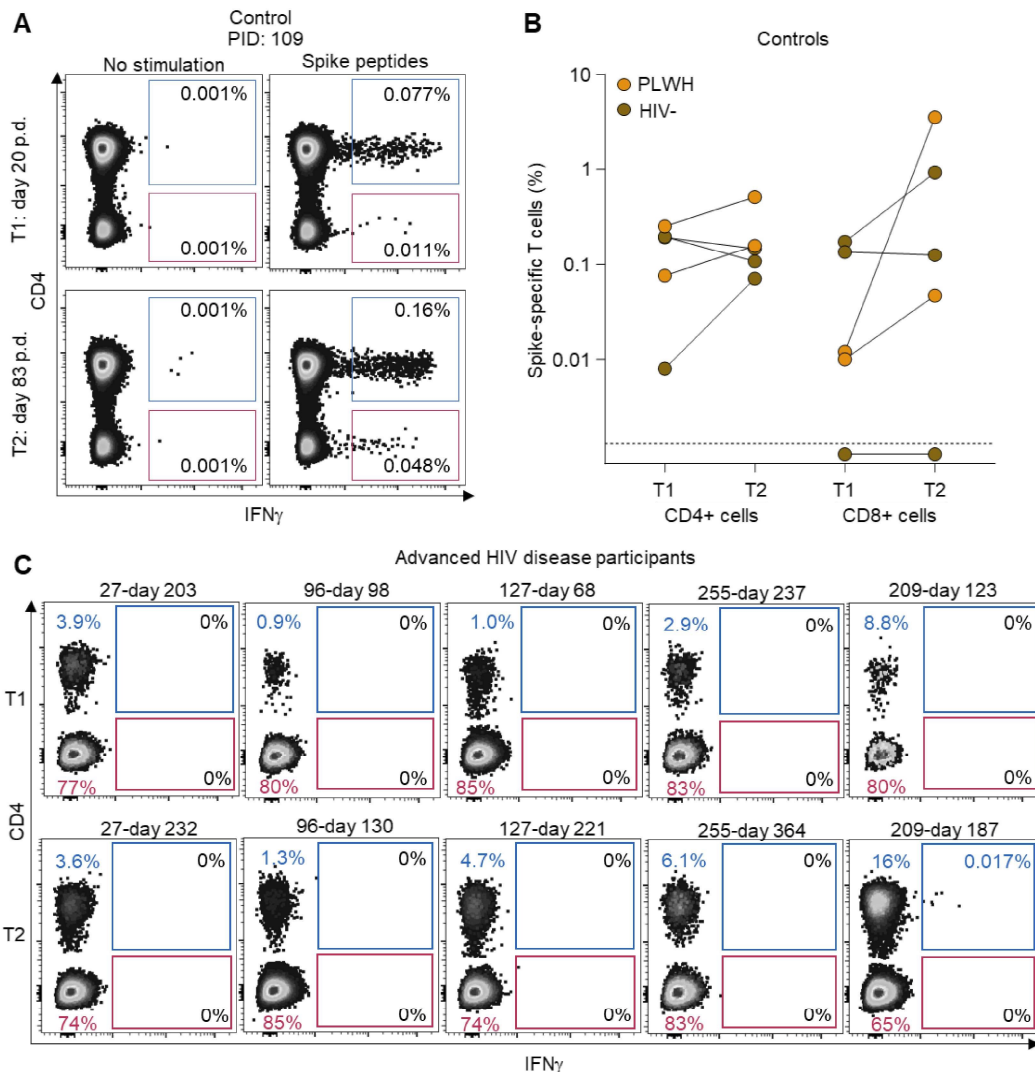 A
Control
PID: 109
No stimulation
Spike peptides
T1: day 20 p.d.
0.001%
0.077%
0.001%
0.011%
T2: day 83 p.d.
0.001%
0.16%
0.001%
0.048%
CD4
IFNγ
B
Controls
PLWH
HIV-
Spike-specific T cells (%)
10
1
0.1
0.01
T1
T2
T1
T2
CD4+ cells
CD8+ cells
C
Advanced HIV disease participants
27-day 203
96-day 98
127-day 68
255-day 237
209-day 123
T1
3.9%
0%
0.9%
0%
1.0%
0%
2.9%
0%
8.8%
0%
77%
0%
80%
0%
85%
0%
83%
0%
80%
0%
CD4
27-day 232
96-day 130
127-day 221
255-day 364
209-day 187
T2
3.6%
0%
1.3%
0%
4.7%
0%
6.1%
0%
16%
0.017%
74%
0%
85%
0%
74%
0%
83%
0%
65%
0%
IFNγ